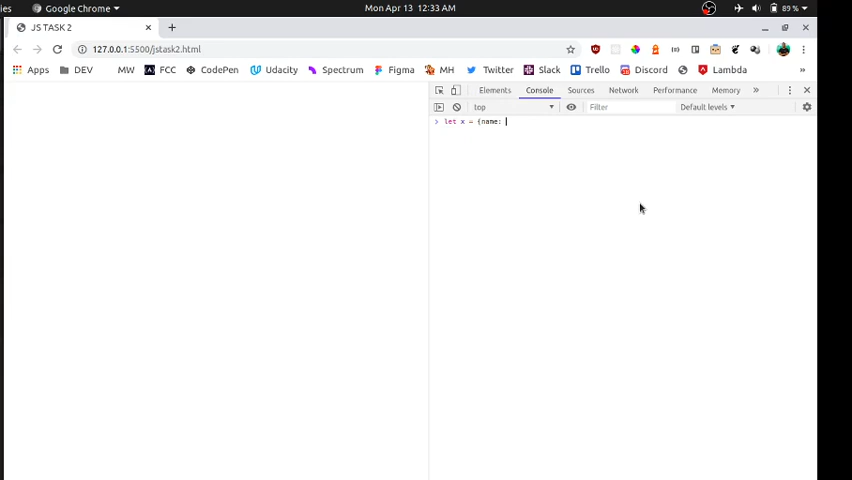 ies Google Chrome Mon Apr 13 12:33 AM 89 %
JS TASK 2
127.0.0.1:5500/jstask2.html
Apps DEV MW FCC CodePen Udacity Spectrum Figma MH Twitter Slack Trello Discord Lambda »
Elements Console Sources Network Performance Memory »
top Filter Default levels
> let x = {name: